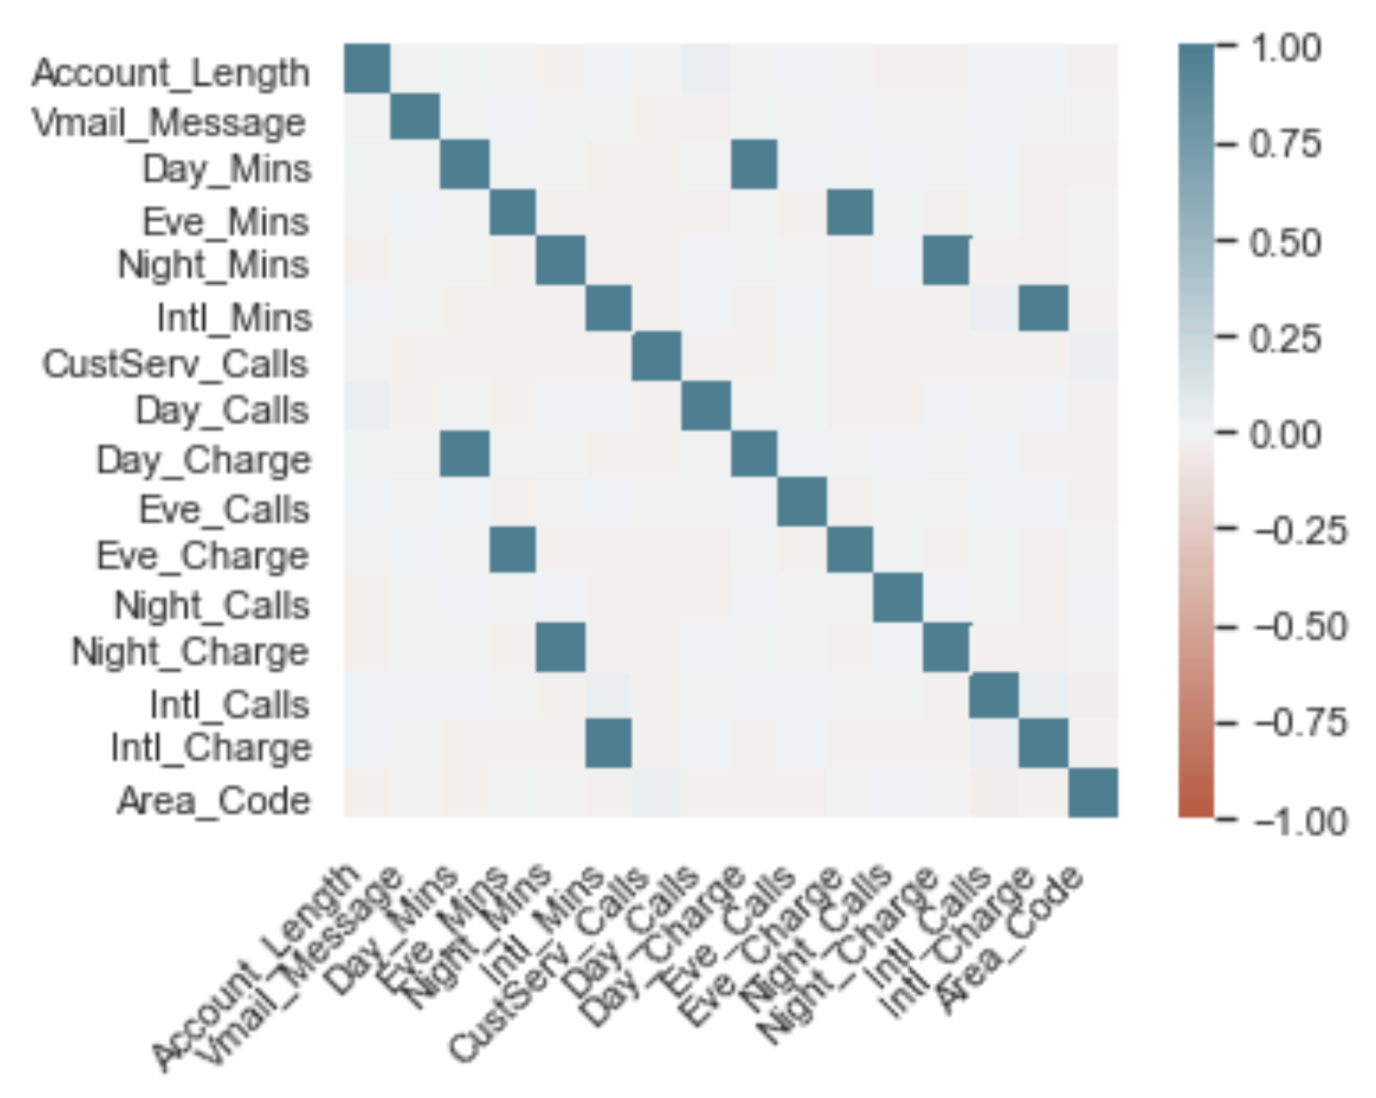 Account_Length
Vmail_Message
Day_Mins
Eve_Mins
Night_Mins
Intl_Mins
CustServ_Calls
Day_Calls
Day_Charge
Eve_Calls
Eve_Charge
Night_Calls
Night_Charge
Intl_Calls
Intl_Charge
Area_Code
Account_Length
Vmail_Message
Day_Mins
Eve_Mins
Night_Mins
Intl_Mins
CustServ_Calls
Day_Calls
Day_Charge
Eve_Calls
Eve_Charge
Night_Calls
Night_Charge
Intl_Calls
Intl_Charge
Area_Code
1.00
0.75
0.50
0.25
0.00
−0.25
−0.50
−0.75
−1.00